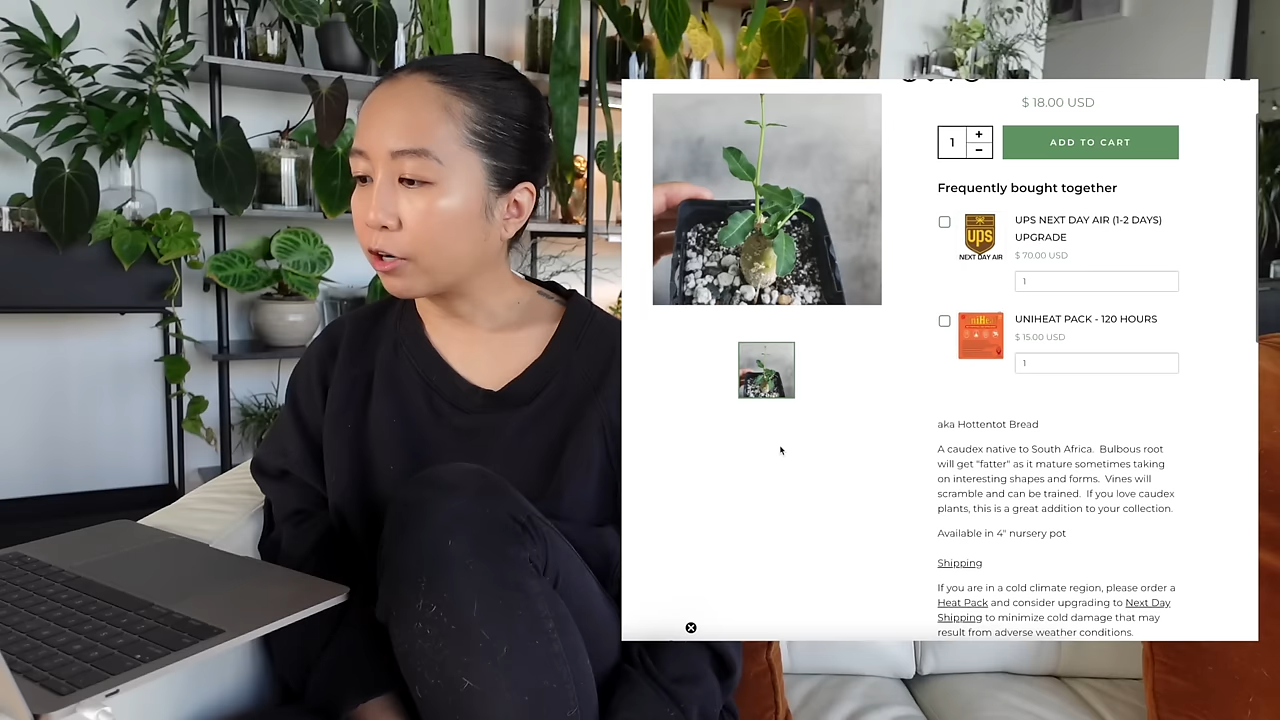 $ 18.00 USD
1
+
−
ADD TO CART
Frequently bought together
ups
NEXT DAY AIR
UPS NEXT DAY AIR (1-2 DAYS)
UPGRADE
$ 70.00 USD
1
UNIHEAT PACK - 120 HOURS
$ 15.00 USD
1
aka Hottentot Bread
A caudex native to South Africa. Bulbous root
will get "fatter" as it mature sometimes taking
on interesting shapes and forms. Vines will
scramble and can be trained. If you love caudex
plants, this is a great addition to your collection.
Available in 4" nursery pot
Shipping
If you are in a cold climate region, please order a
Heat Pack and consider upgrading to Next Day
Shipping to minimize cold damage that may
result from adverse weather conditions.